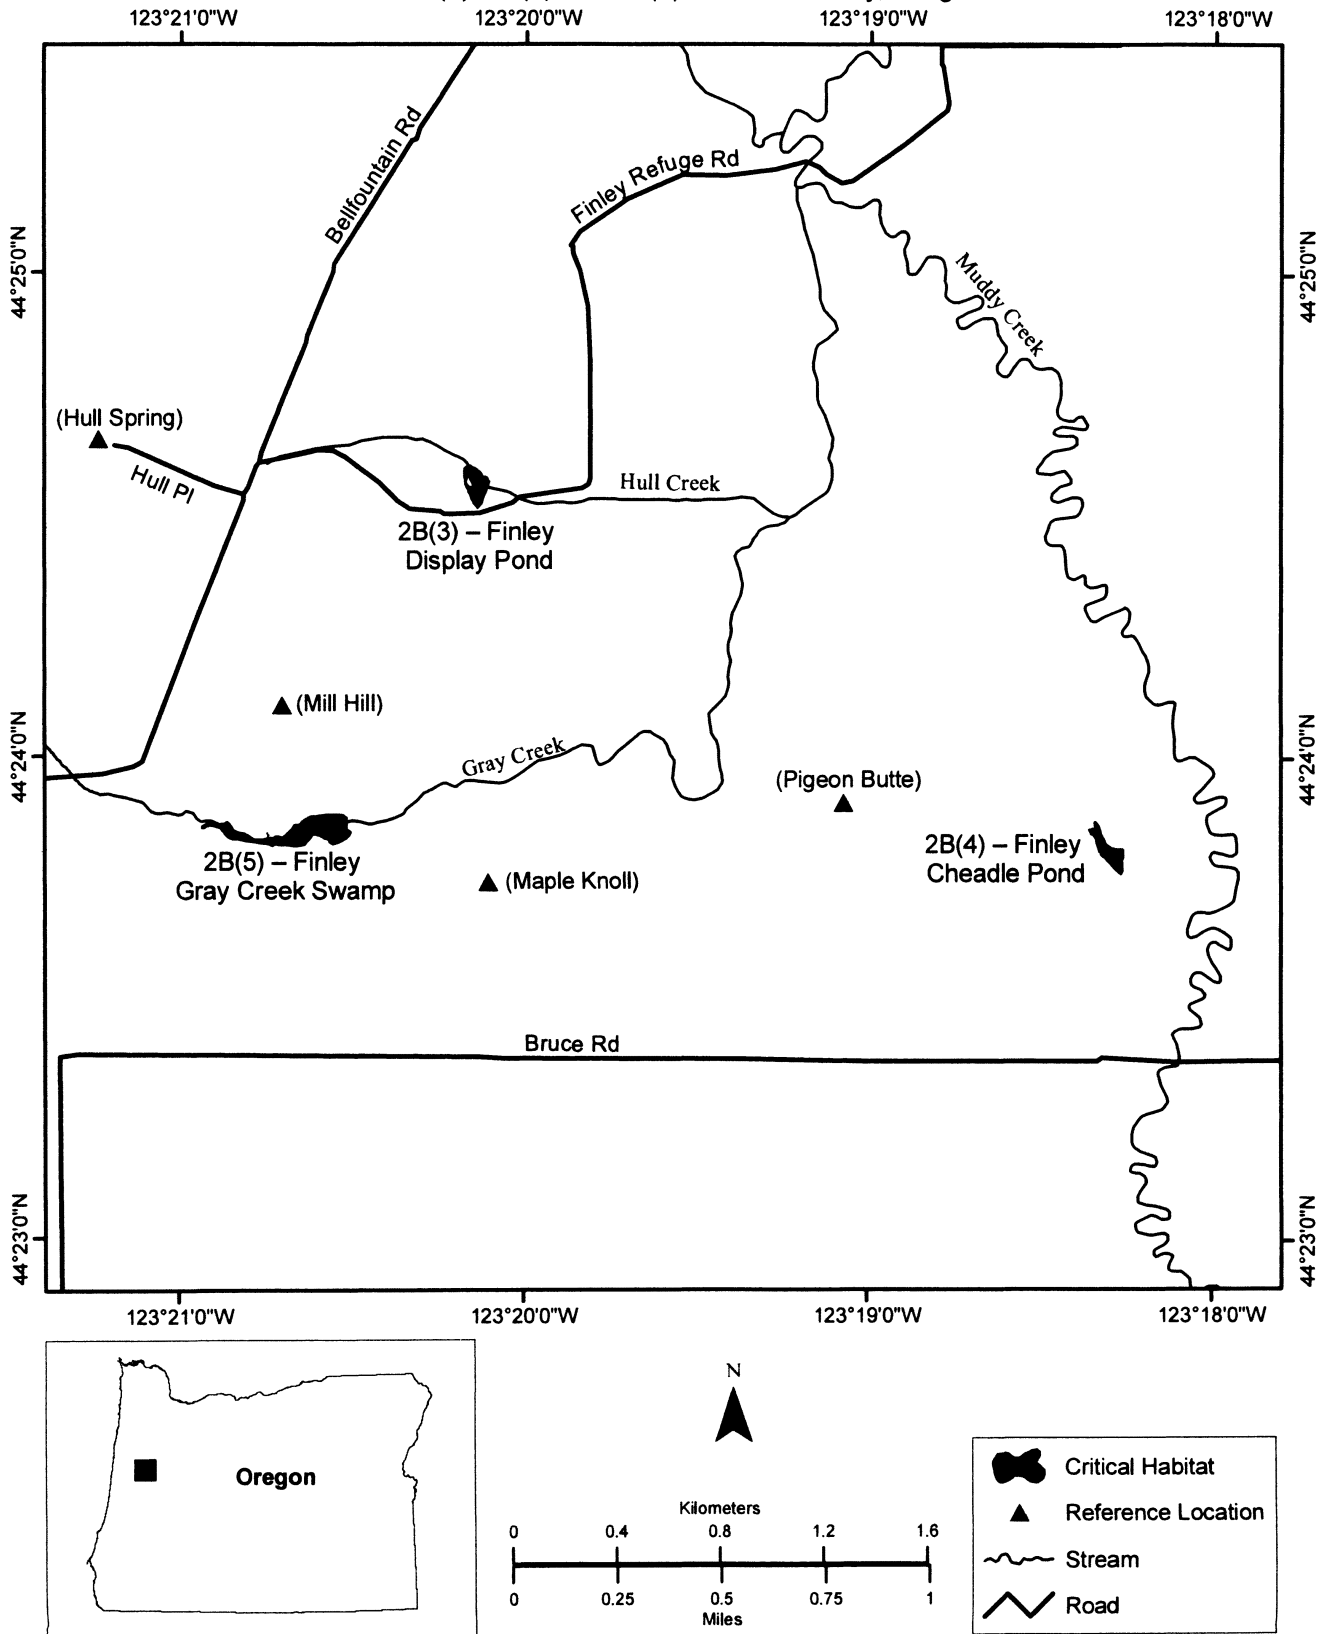 123°21'0"W 123°20'0"W 123°19'0"W 123°18'0"W
Bellfountain Rd
Finley Refuge Rd
44°25'0"N
44°25'0"N
Muddy Creek
(Hull Spring)
Hull Pl
Hull Creek
2B(3) – Finley
Display Pond
(Mill Hill)
44°24'0"N
44°24'0"N
Gray Creek
(Pigeon Butte)
2B(4) – Finley
Cheadle Pond
2B(5) – Finley
Gray Creek Swamp
(Maple Knoll)
Bruce Rd
44°23'0"N
44°23'0"N
123°21'0"W 123°20'0"W 123°19'0"W 123°18'0"W
Oregon
N
Kilometers
0 0.4 0.8 1.2 1.6
0 0.25 0.5 0.75 1
Miles
Critical Habitat
Reference Location
Stream
Road